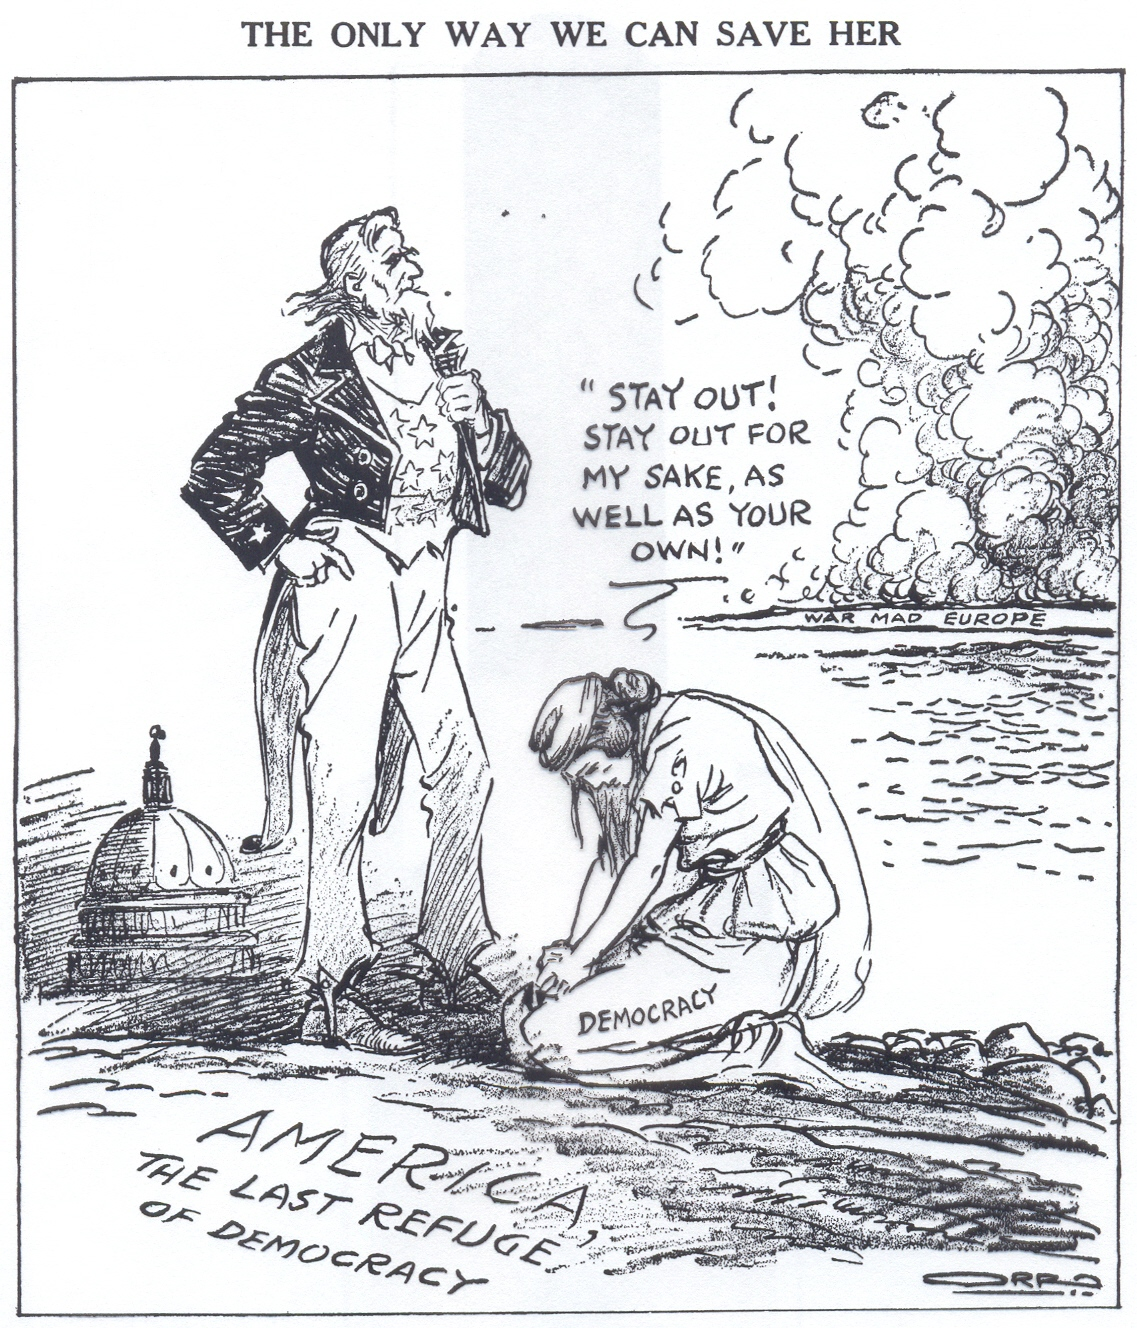 THE ONLY WAY WE CAN SAVE HER
"STAY OUT!
STAY OUT FOR
MY SAKE, AS
WELL AS YOUR
OWN!"
WAR MAD EUROPE
DEMOCRACY
AMERICA,
THE LAST REFUGE
OF DEMOCRACY
ORR